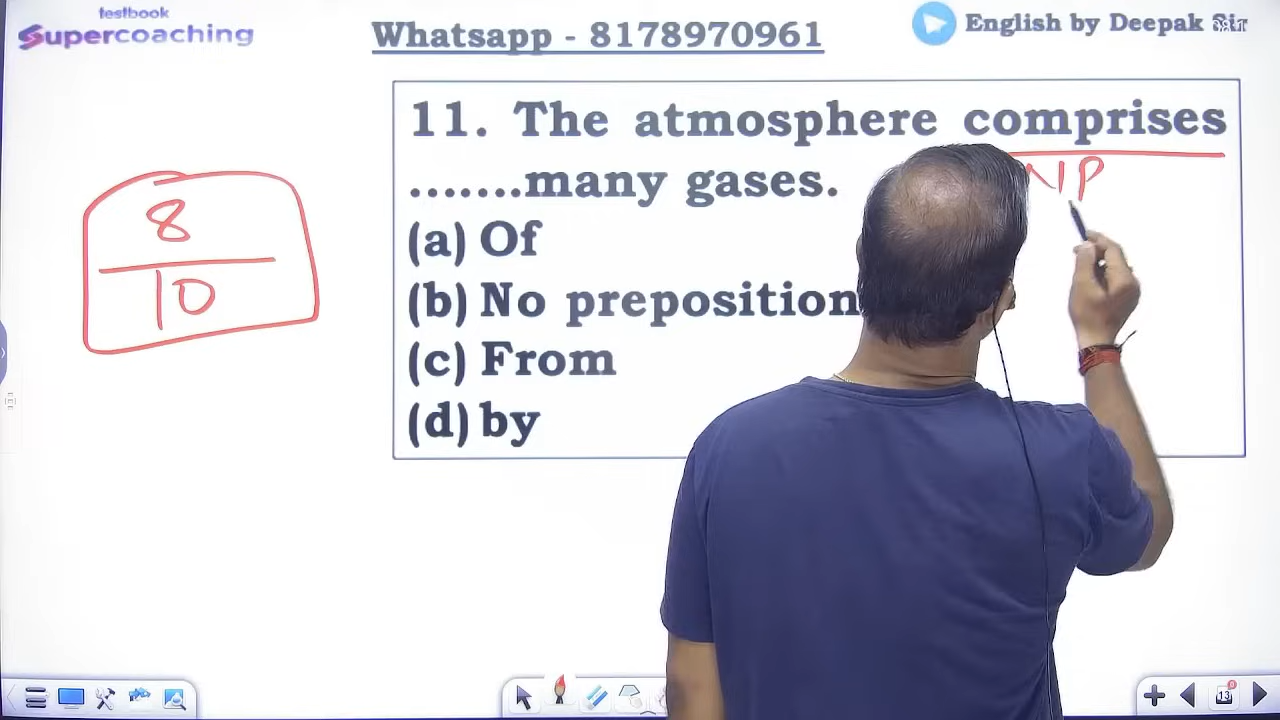 testbook
Supercoaching
Whatsapp - 8178970961
English by Deepak Sir
11. The atmosphere comprises
.......many gases.
(a) Of
(b) No preposition
(c) From
(d) by
NP
8
10
13